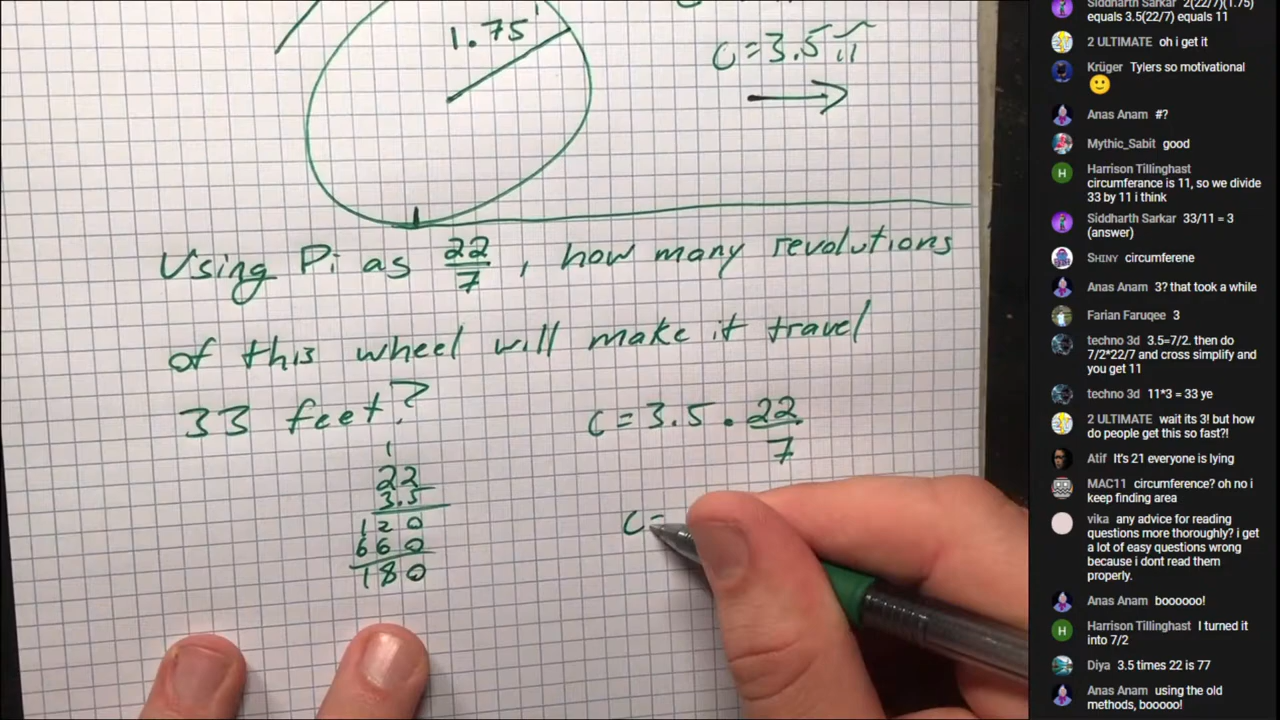 1.75'
C=3.5π
Using Pi as 22/7, how many revolutions
of this wheel will make it travel
33 feet?
C=3.5·22/7
1
22
3.5
120
660
180
C=
Siddharth Sarkar 2(22/7)(1.75)
equals 3.5(22/7) equals 11
2 ULTIMATE oh i get it
Krüger Tylers so motivational
🙂
Anas Anam #?
Mythic_Sabit good
H
Harrison Tillinghast
circumferance is 11, so we divide
33 by 11 i think
Siddharth Sarkar 33/11 = 3
(answer)
SHINY circumferene
Anas Anam 3? that took a while
Farian Faruqee 3
techno 3d 3.5=7/2. then do
7/2*22/7 and cross simplify and
you get 11
techno 3d 11*3 = 33 ye
2 ULTIMATE wait its 3! but how
do people get this so fast?!
Atif It's 21 everyone is lying
MAC11 circumference? oh no i
keep finding area
vika any advice for reading
questions more thoroughly? i get
a lot of easy questions wrong
because i dont read them
properly.
Anas Anam boooooo!
H
Harrison Tillinghast I turned it
into 7/2
Diya 3.5 times 22 is 77
Anas Anam using the old
methods, booooo!